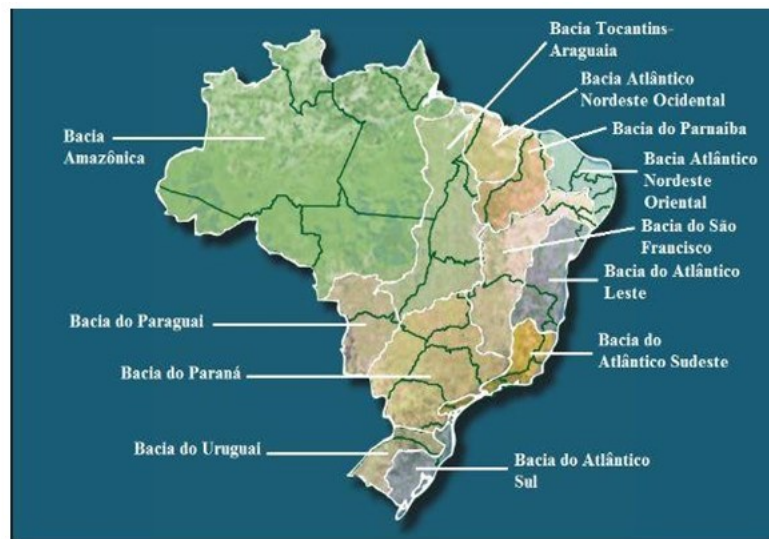 Bacia Tocantins-
Araguaia
Bacia Atlântico
Nordeste Ocidental
Bacia
Amazônica
Bacia do Parnaíba
Bacia Atlântico
Nordeste
Oriental
Bacia do São
Francisco
Bacia do Atlântico
Leste
Bacia do Paraguai
Bacia do
Atlântico Sudeste
Bacia do Paraná
Bacia do Uruguai
Bacia do Atlântico
Sul